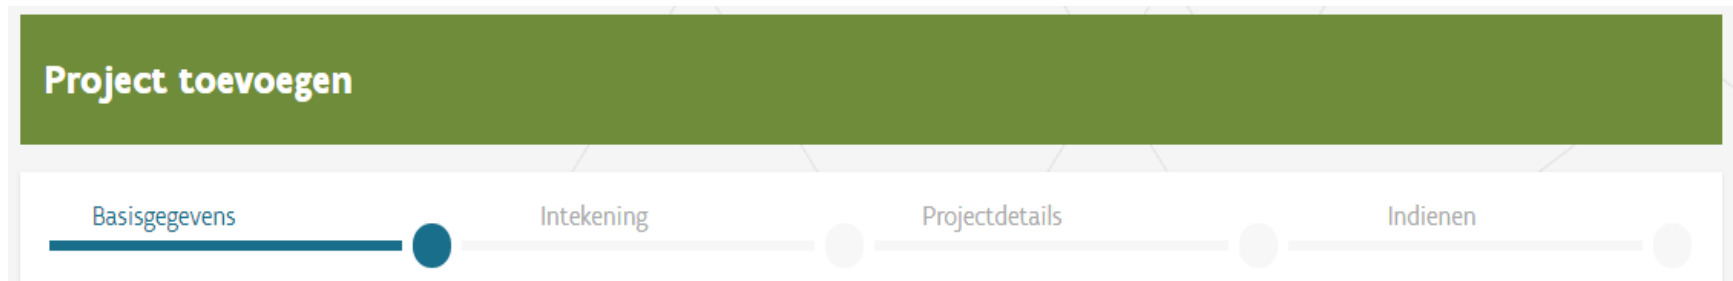 Project toevoegen
Basisgegevens Intekening Projectdetails Indienen